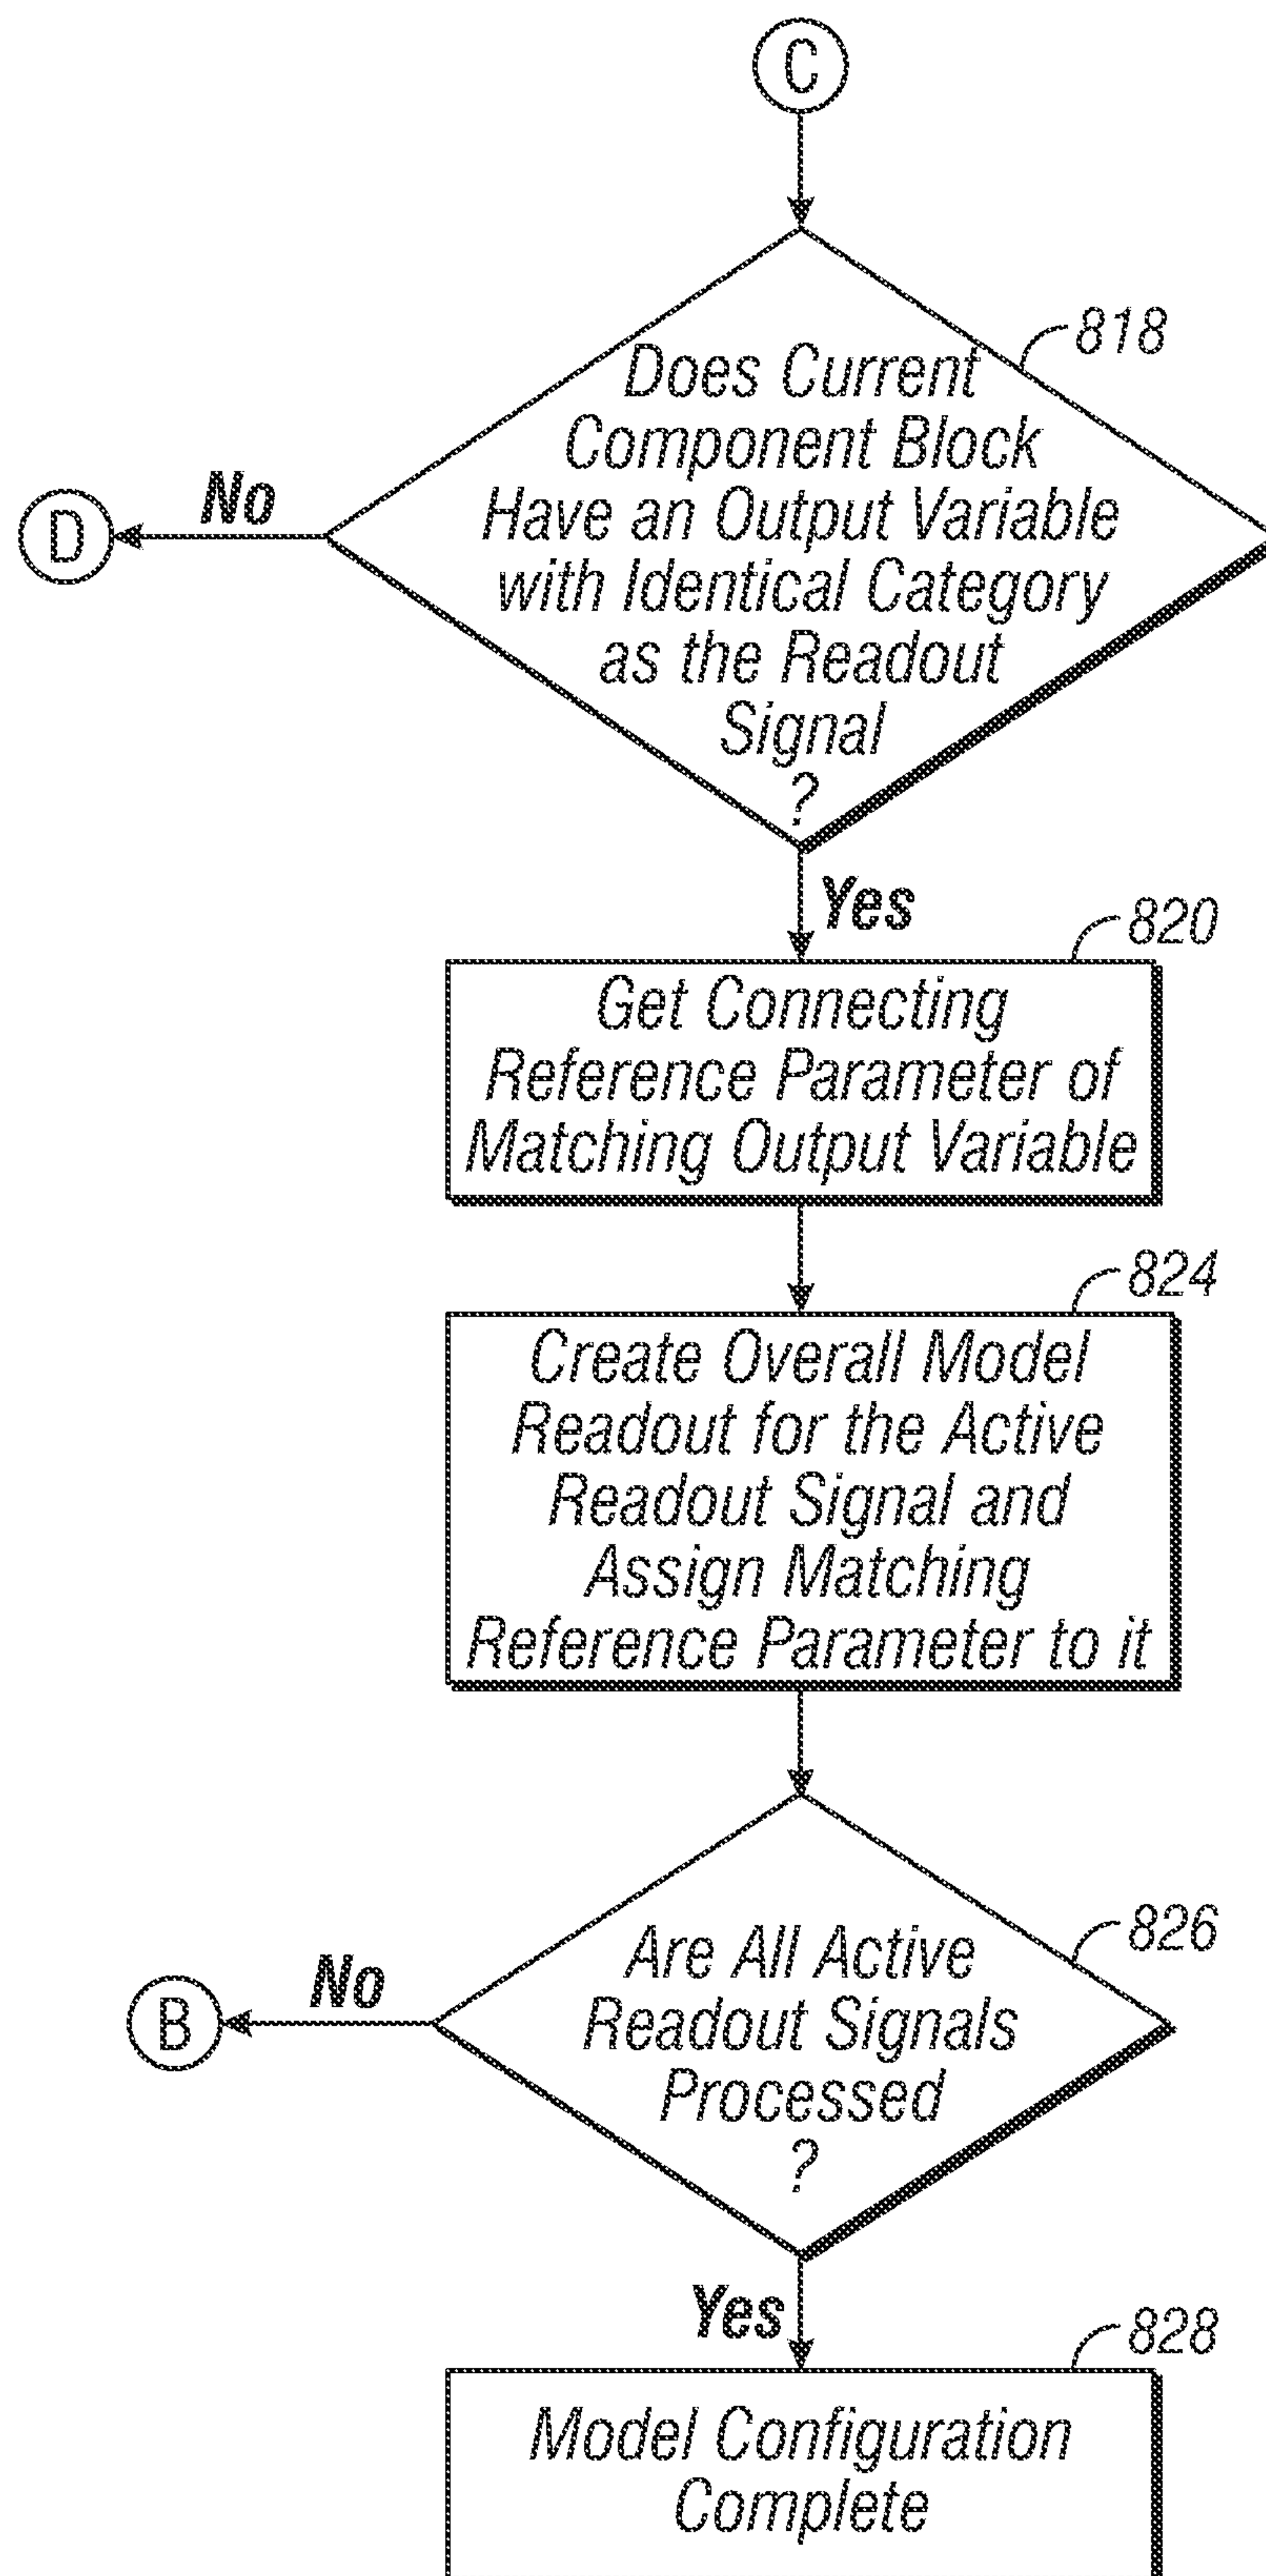 C
818
Does Current
Component Block
Have an Output Variable
with Identical Category
as the Readout
Signal
?
No
D
Yes
820
Get Connecting
Reference Parameter of
Matching Output Variable
824
Create Overall Model
Readout for the Active
Readout Signal and
Assign Matching
Reference Parameter to it
826
Are All Active
Readout Signals
Processed
?
No
B
Yes
828
Model Configuration
Complete